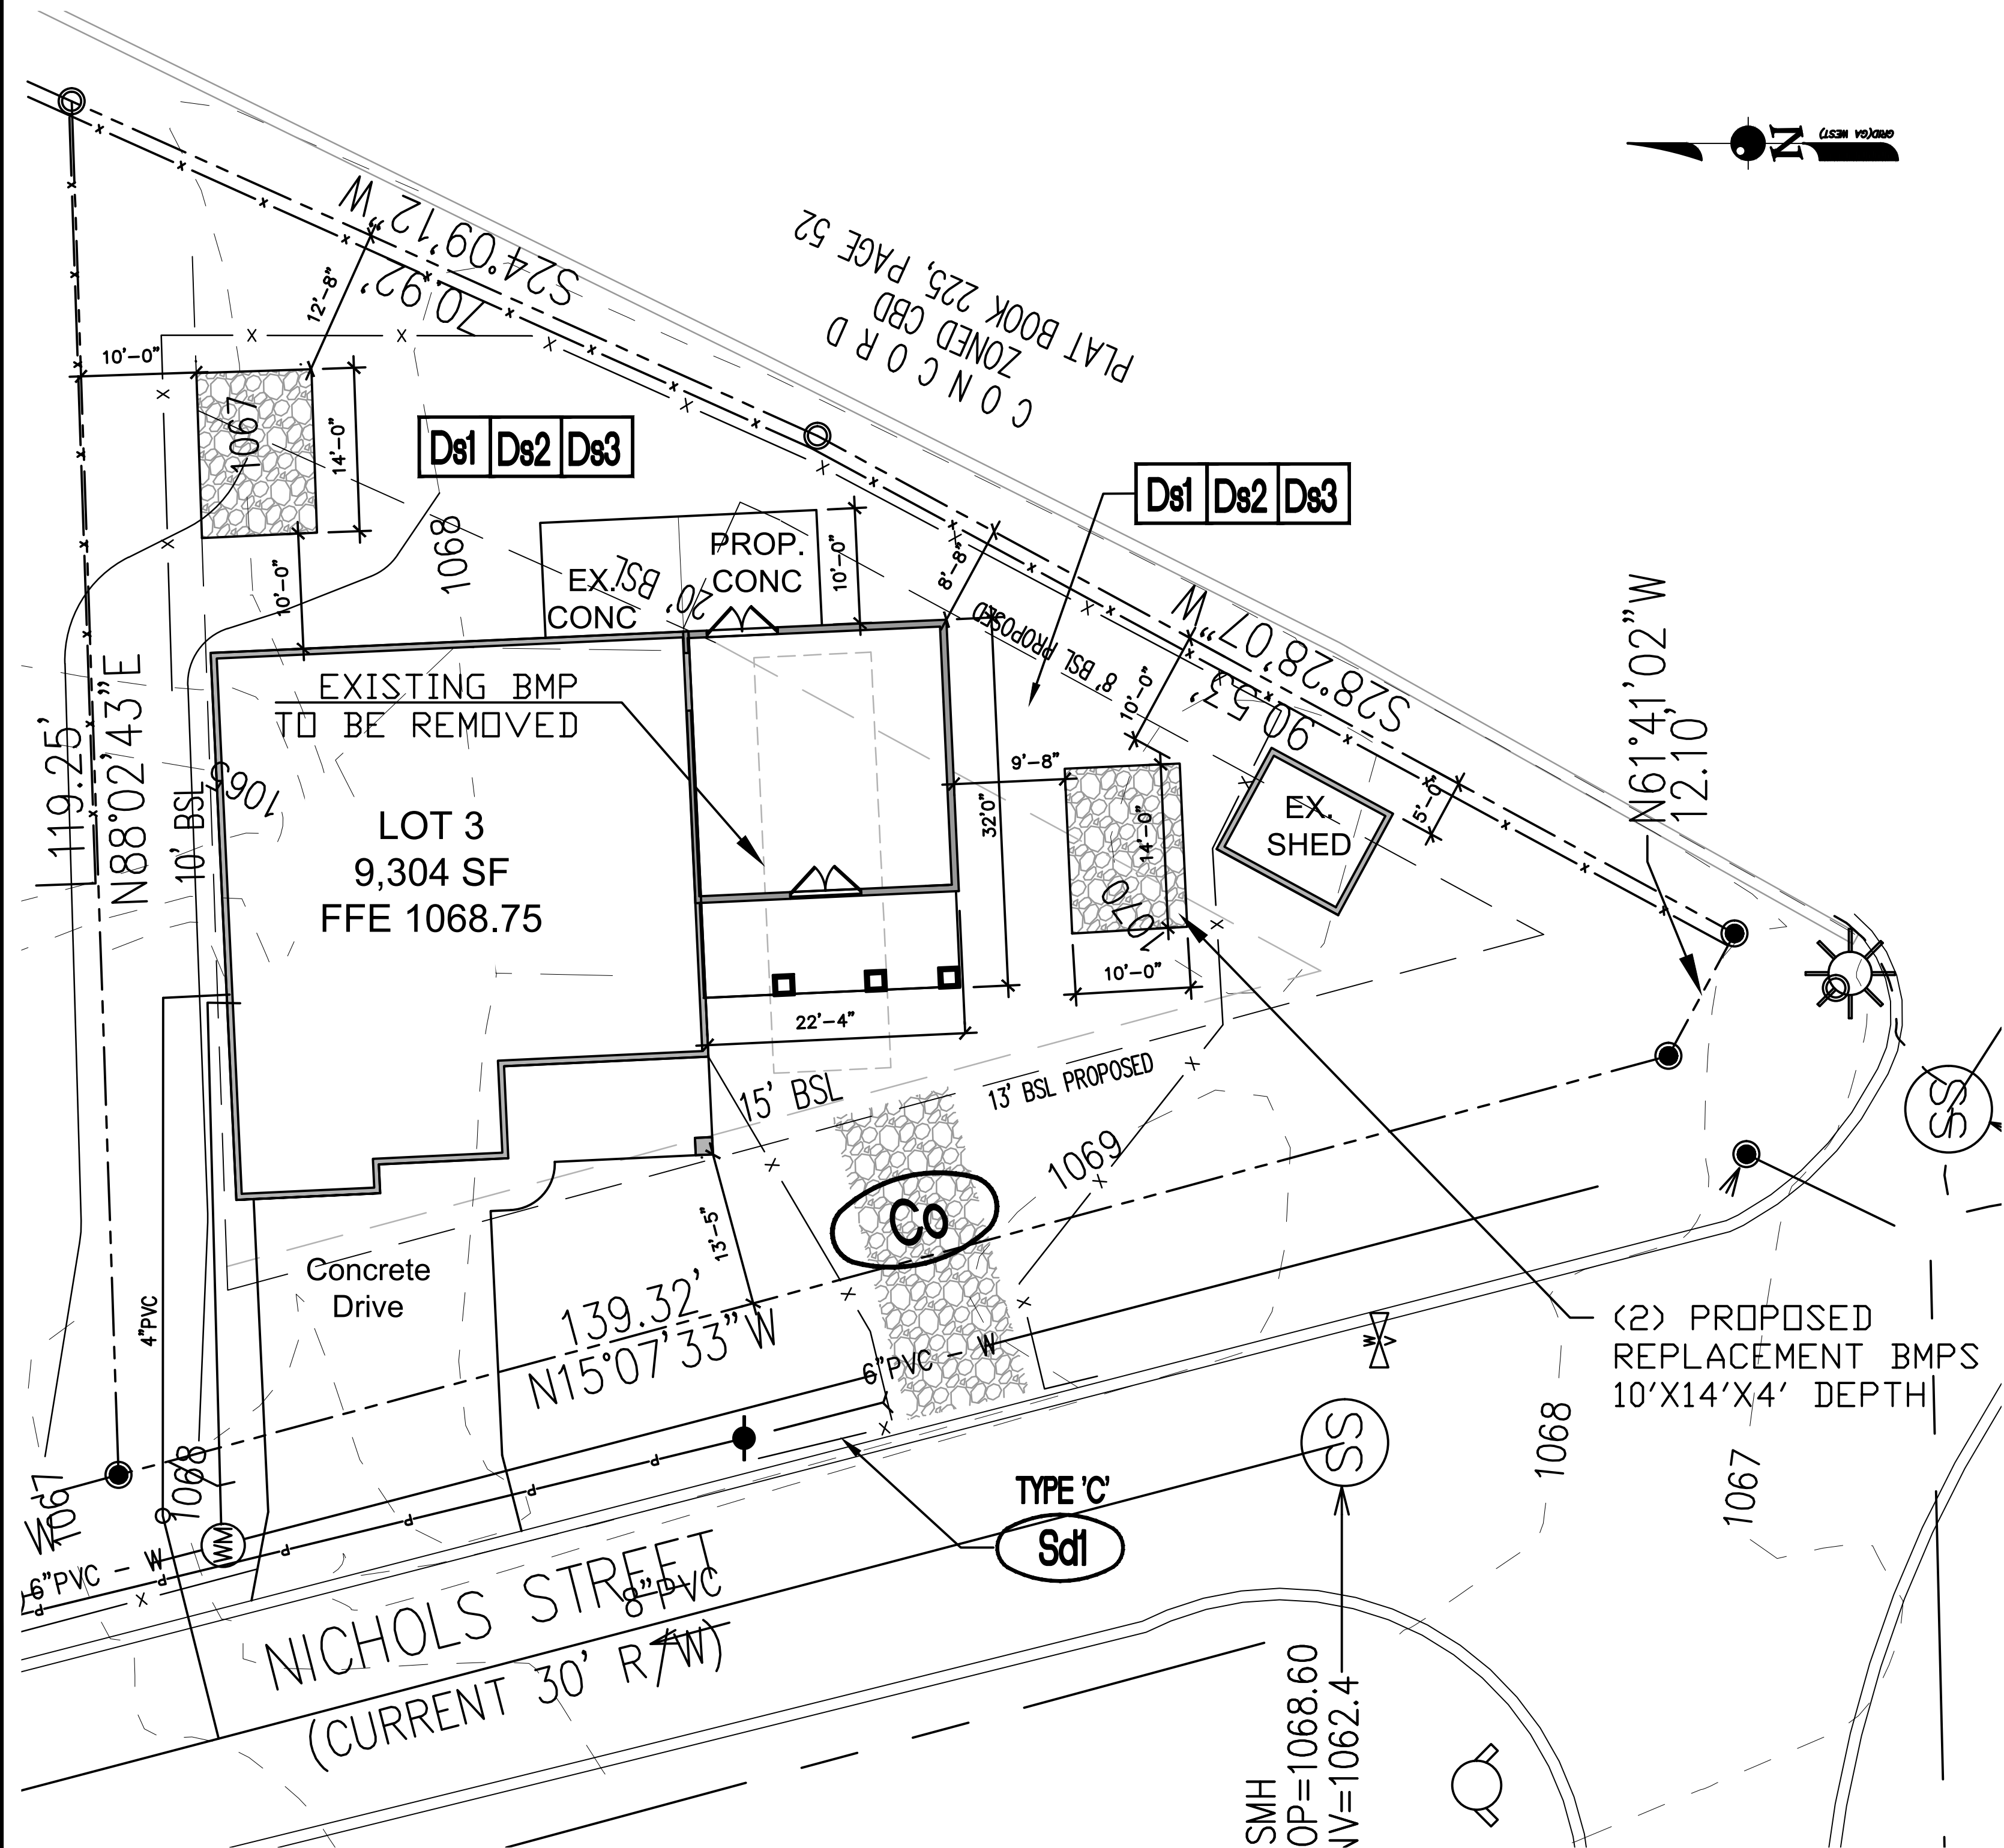 GRID(GA WEST)
N
S24°09'12"W
70.92'
CONCORD
ZONED CBD
PLAT BOOK 225, PAGE 52
12'-8"
10'-0"
1067
14'-0"
10'-0"
Ds1 Ds2 Ds3
Ds1 Ds2 Ds3
1068
PROP.
CONC
EX.
CONC
20' BSL
10'-0"
8'-8"
8' BSL PROPOSED
S28°28'07"W
90.53'
10'-0"
N61°41'02"W
12.10'
EXISTING BMP
TO BE REMOVED
119.25'
N88°02'43"E
10' BSL
1069
LOT 3
9,304 SF
FFE 1068.75
9'-8"
32'0"
14'-0"
1070
10'-0"
EX.
SHED
5'-0"
22'-4"
15' BSL
13' BSL PROPOSED
1069
Co
13'-5"
Concrete
Drive
4"PVC
139.32'
N15°07'33"W
6"PVC - W
W
(2) PROPOSED
REPLACEMENT BMPS
10'X14'X4' DEPTH
SS
SS
1068
1067
TYPE 'C'
Sd1
1067
1068
W
WM
6"PVC - W
P
P
P
P
P
P
NICHOLS STREET
8"PVC
(CURRENT 30' R/W)
SMH
OP=1068.60
NV=1062.4